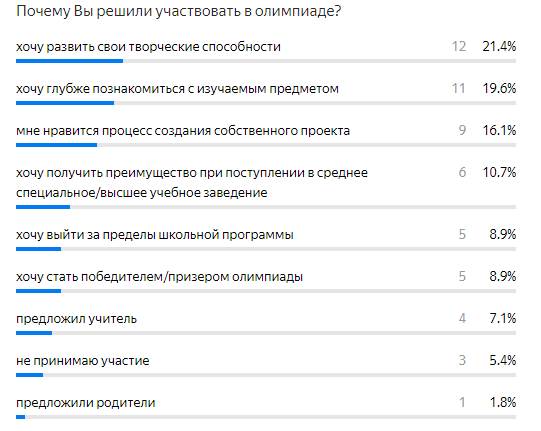 Почему Вы решили участвовать в олимпиаде?
хочу развить свои творческие способности 12 21.4%
хочу глубже познакомиться с изучаемым предметом 11 19.6%
мне нравится процесс создания собственного проекта 9 16.1%
хочу получить преимущество при поступлении в среднее 6 10.7%
специальное/высшее учебное заведение
хочу выйти за пределы школьной программы 5 8.9%
хочу стать победителем/призером олимпиады 5 8.9%
предложил учитель 4 7.1%
не принимаю участие 3 5.4%
предложили родители 1 1.8%